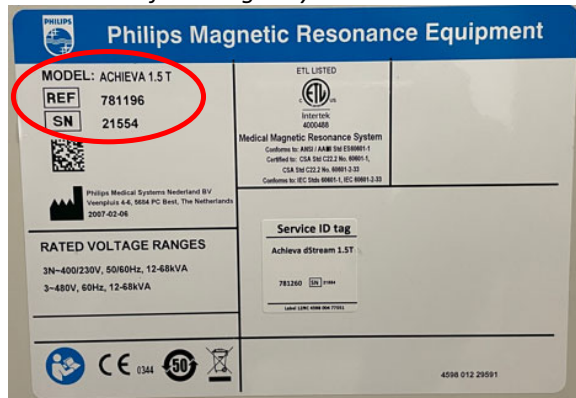 PHILIPS
Philips Magnetic Resonance Equipment
MODEL: ACHIEVA 1.5 T
REF 781196
SN 21554
Philips Medical Systems Nederland BV
Veenpluis 4-6, 5684 PC Best, The Netherlands
2007-02-06
ETL LISTED
C ETL US
Intertek
4000488
Medical Magnetic Resonance System
Conforms to: ANSI / AAMI Std ES60601-1
Certified to: CSA Std C22.2 No. 60601-1,
CSA Std C22.2 No. 60601-2-33
Conforms to: IEC Stds 60601-1, IEC 60601-2-33
RATED VOLTAGE RANGES
3N~400/230V, 50/60Hz, 12-68kVA
3~480V, 60Hz, 12-68kVA
Service ID tag
Achieva dStream 1.5T
781260 SN
CE 0344 50
4598 012 29591